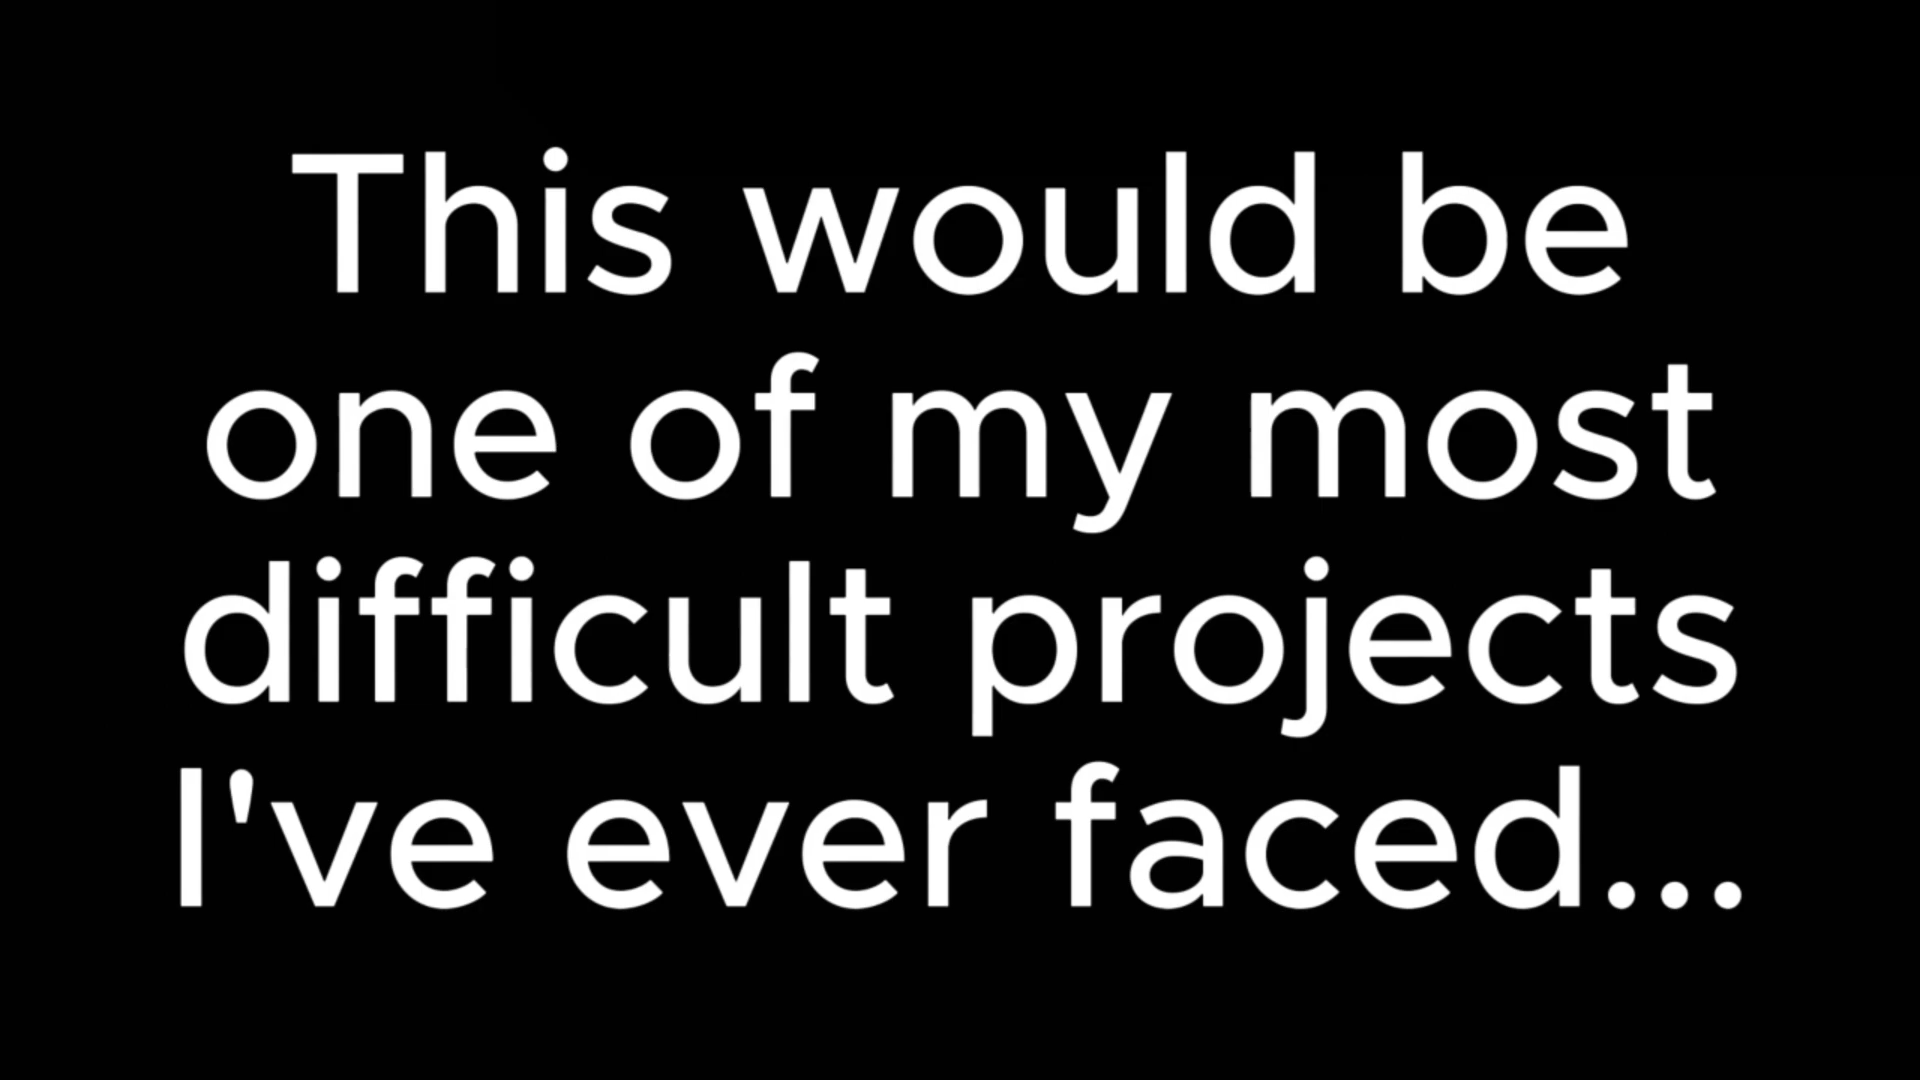 This would be
one of my most
difficult projects
I've ever faced...